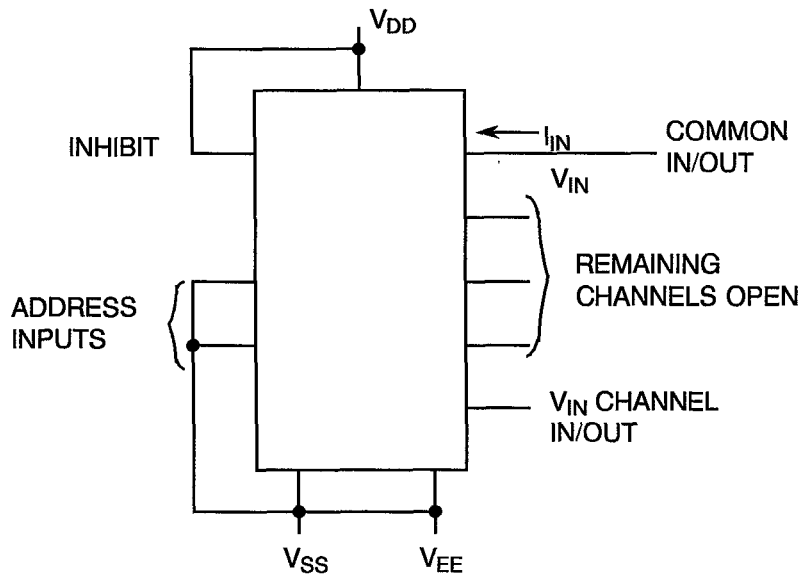 VDD
INHIBIT
IIN
COMMON
IN/OUT
VIN
REMAINING
CHANNELS OPEN
ADDRESS
INPUTS
VIN CHANNEL
IN/OUT
VSS
VEE